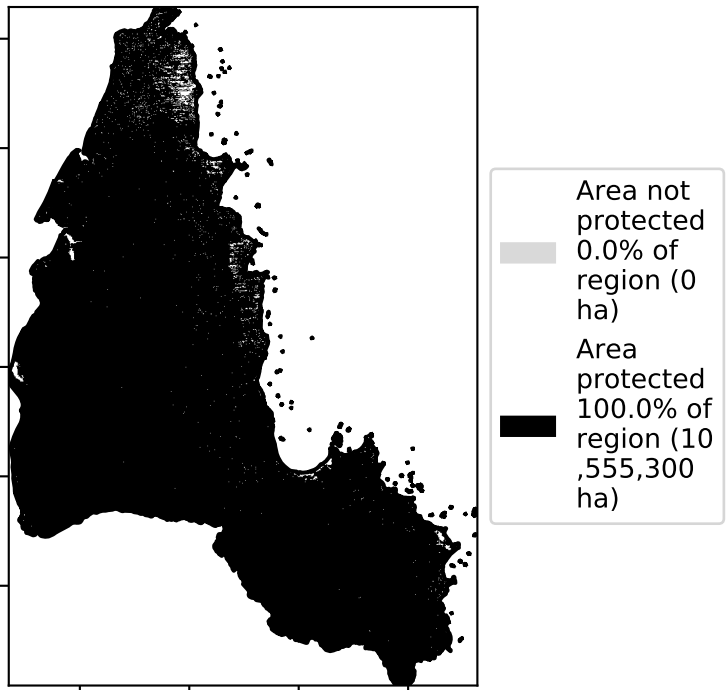 Area not
protected
0.0% of
region (0
ha)
Area
protected
100.0% of
region (10
,555,300
ha)